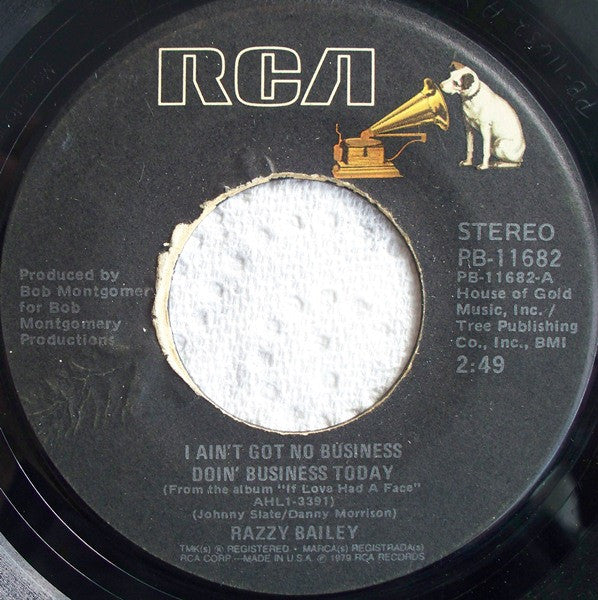 RCA
STEREO
PB-11682
PB-11682-A
House of Gold
Music, Inc. /
Tree Publishing
Co., Inc., BMI
2:49
Produced by
Bob Montgomery
for Bob
Montgomary
Productions
I AIN'T GOT NO BUSINESS
DOIN' BUSINESS TODAY
(From the album "If Love Had A Face"
AHL1-3391)
(Johnny Slate/Danny Morrison)
RAZZY BAILEY
TMK(s) ® REGISTERED • MARCA(s) REGISTRADA(s)
RCA CORP.—MADE IN U.S.A. ℗ 1979 RCA RECORDS